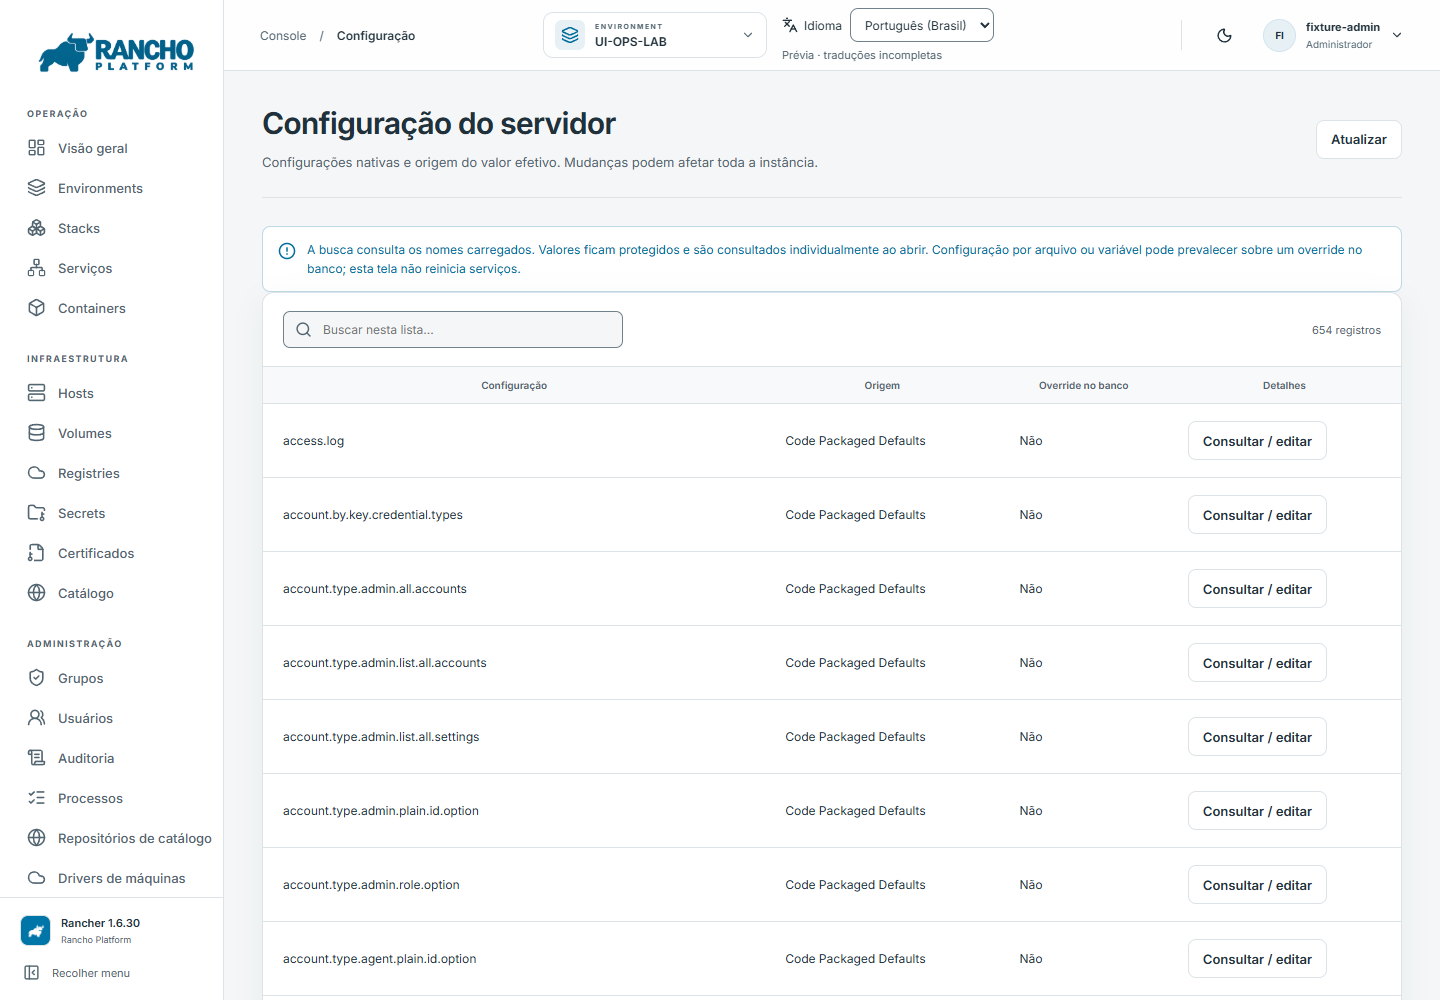 RANCHO
PLATFORM
OPERAÇÃO
Visão geral
Environments
Stacks
Serviços
Containers
INFRAESTRUTURA
Hosts
Volumes
Registries
Secrets
Certificados
Catálogo
ADMINISTRAÇÃO
Grupos
Usuários
Auditoria
Processos
Repositórios de catálogo
Drivers de máquinas
Rancher 1.6.30
Rancho Platform
Recolher menu
Console / Configuração
ENVIRONMENT
UI-OPS-LAB
Idioma
Português (Brasil)
Prévia · traduções incompletas
FI
fixture-admin
Administrador
Configuração do servidor
Configurações nativas e origem do valor efetivo. Mudanças podem afetar toda a instância.
Atualizar
A busca consulta os nomes carregados. Valores ficam protegidos e são consultados individualmente ao abrir. Configuração por arquivo ou variável pode prevalecer sobre um override no
banco; esta tela não reinicia serviços.
Buscar nesta lista...
654 registros
Configuração Origem Override no banco Detalhes
access.log Code Packaged Defaults Não Consultar / editar
account.by.key.credential.types Code Packaged Defaults Não Consultar / editar
account.type.admin.all.accounts Code Packaged Defaults Não Consultar / editar
account.type.admin.list.all.accounts Code Packaged Defaults Não Consultar / editar
account.type.admin.list.all.settings Code Packaged Defaults Não Consultar / editar
account.type.admin.plain.id.option Code Packaged Defaults Não Consultar / editar
account.type.admin.role.option Code Packaged Defaults Não Consultar / editar
account.type.agent.plain.id.option Code Packaged Defaults Não Consultar / editar